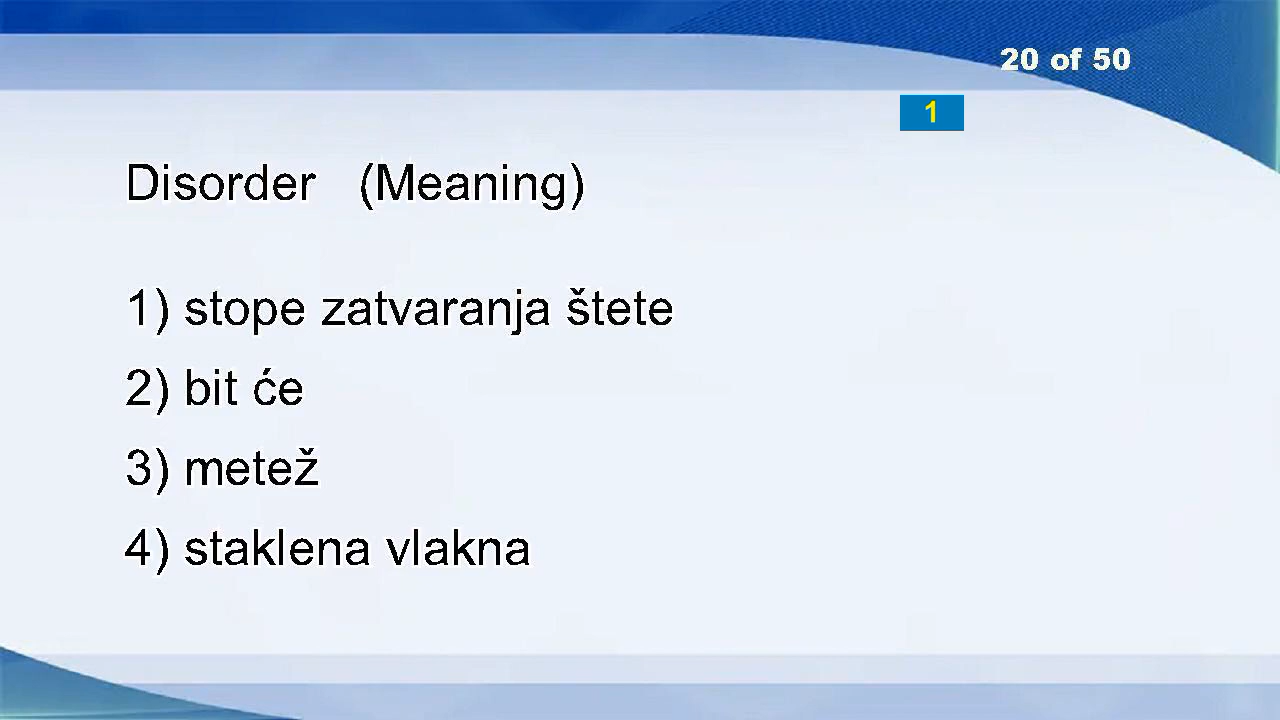 20 of 50
1
Disorder (Meaning)
1) stope zatvaranja štete
2) bit će
3) metež
4) staklena vlakna